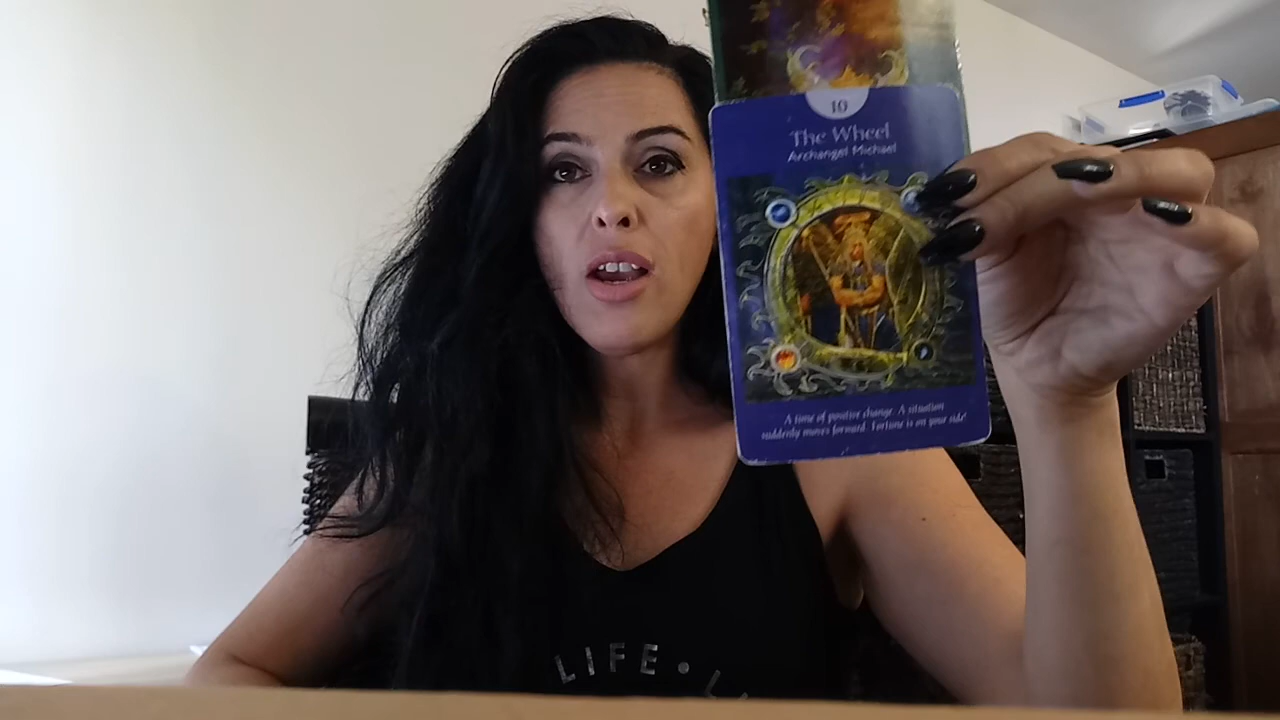 10
The Wheel
Archangel Michael
A time of positive change. A situation
suddenly moves forward. Fortune is on your side!
LIFE • L